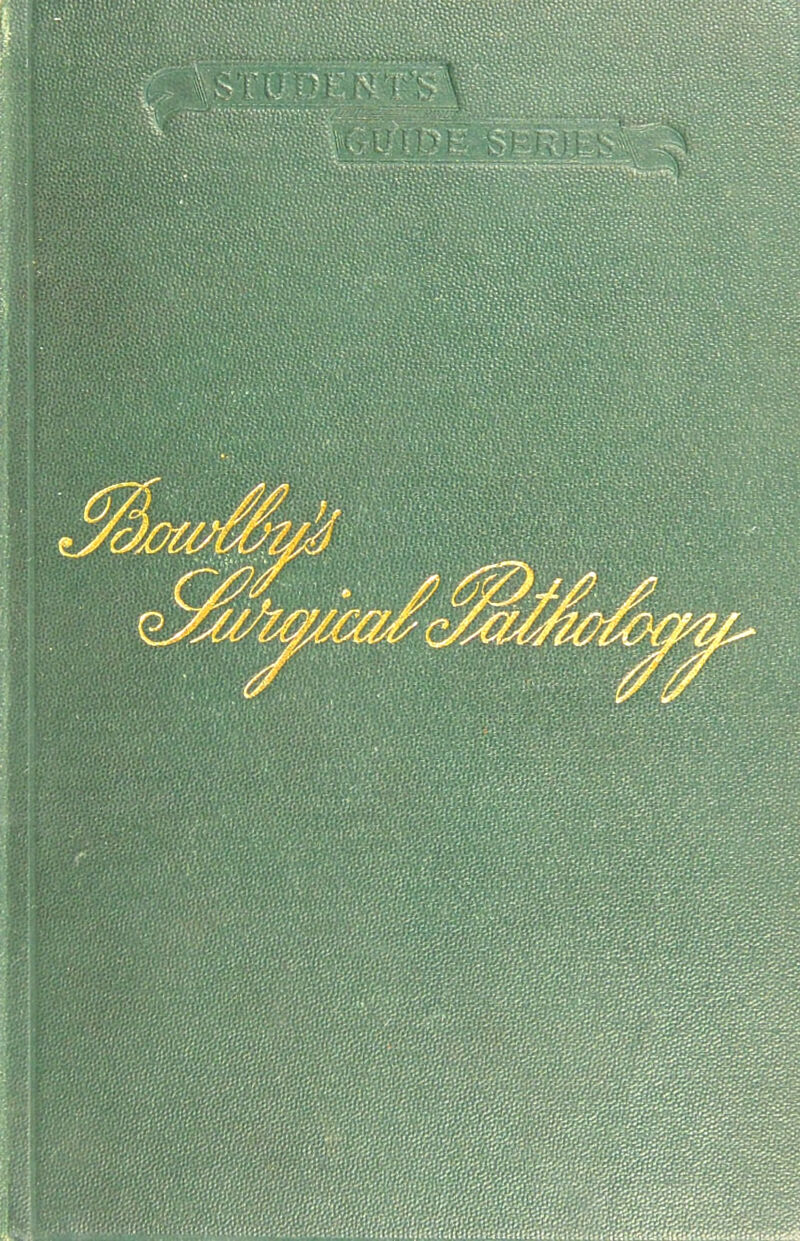 STUDENT'S
GUIDE SERIES
Bowlby's
Surgical Pathology